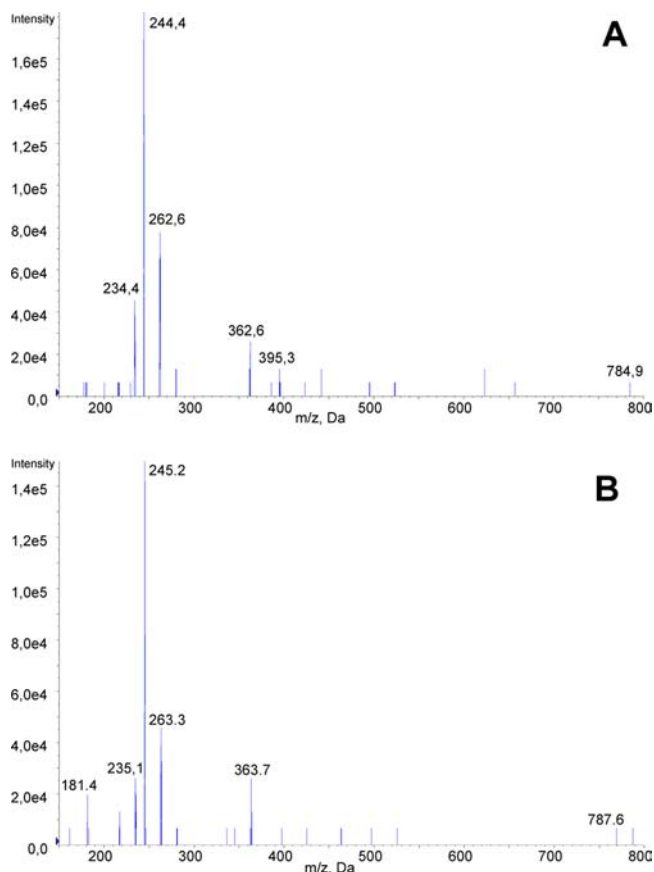 Intensity
A
244,4
1,6e5
1,4e5
1,2e5
1,0e5
8,0e4
262,6
6,0e4
234,4
4,0e4
362,6
2,0e4
395,3
784,9
0,0
200 300 400 500 600 700 800
m/z, Da
Intensity
B
245.2
1,4e5
1,2e5
1,0e5
8,0e4
6,0e4
263.3
4,0e4
235,1
363.7
181.4
2,0e4
787.6
0,0
200 300 400 500 600 700 800
m/z, Da